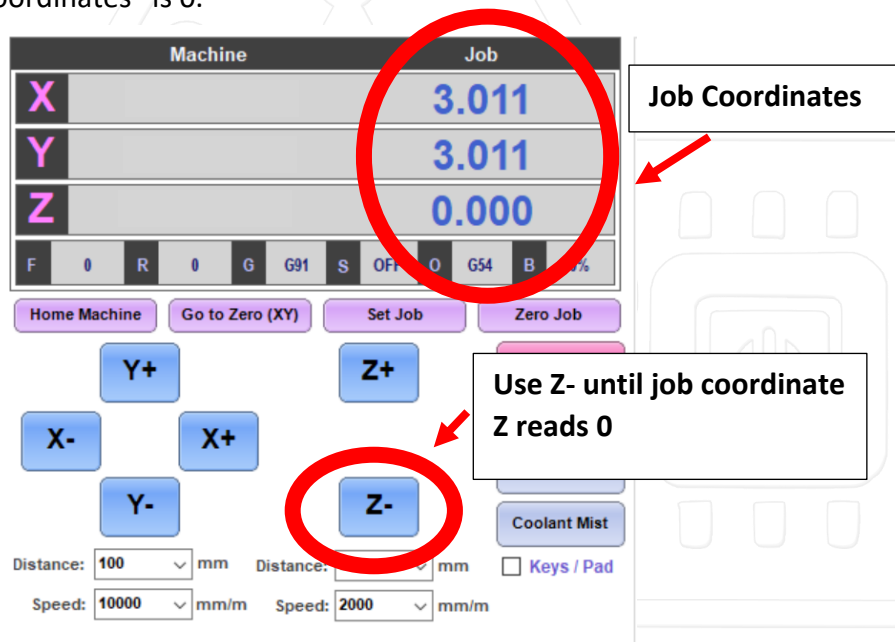 ordinates" is 0.
Machine Job
X 3.011
Job Coordinates
Y 3.011
Z 0.000
F 0 R 0 G G91 S OFF O G54 B %
Home Machine Go to Zero (XY) Set Job Zero Job
Y+ Z+
Use Z- until job coordinate
Z reads 0
X- X+
Y- Z-
Coolant Mist
Distance: 100 mm Distance: mm Keys / Pad
Speed: 10000 mm/m Speed: 2000 mm/m